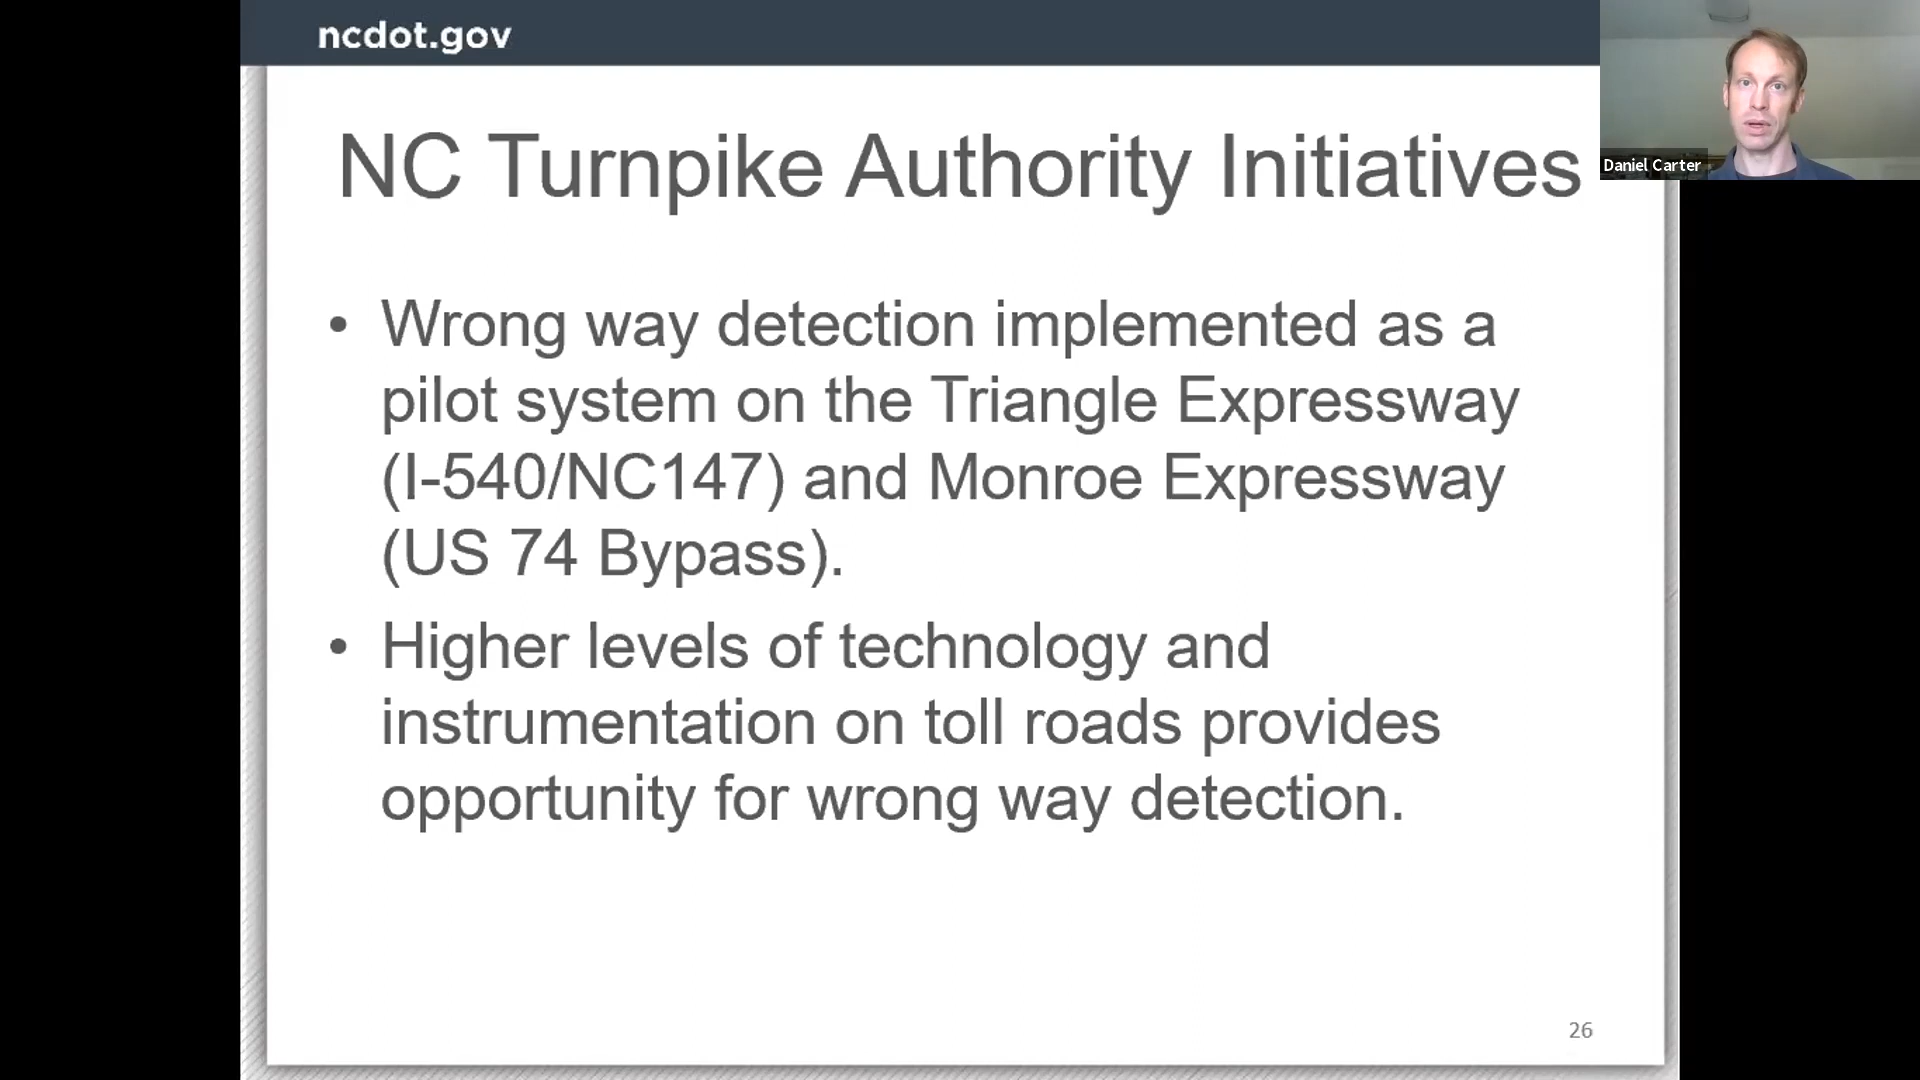 ncdot.gov
Daniel Carter
NC Turnpike Authority Initiatives
• Wrong way detection implemented as a
pilot system on the Triangle Expressway
(I-540/NC147) and Monroe Expressway
(US 74 Bypass).
• Higher levels of technology and
instrumentation on toll roads provides
opportunity for wrong way detection.
26